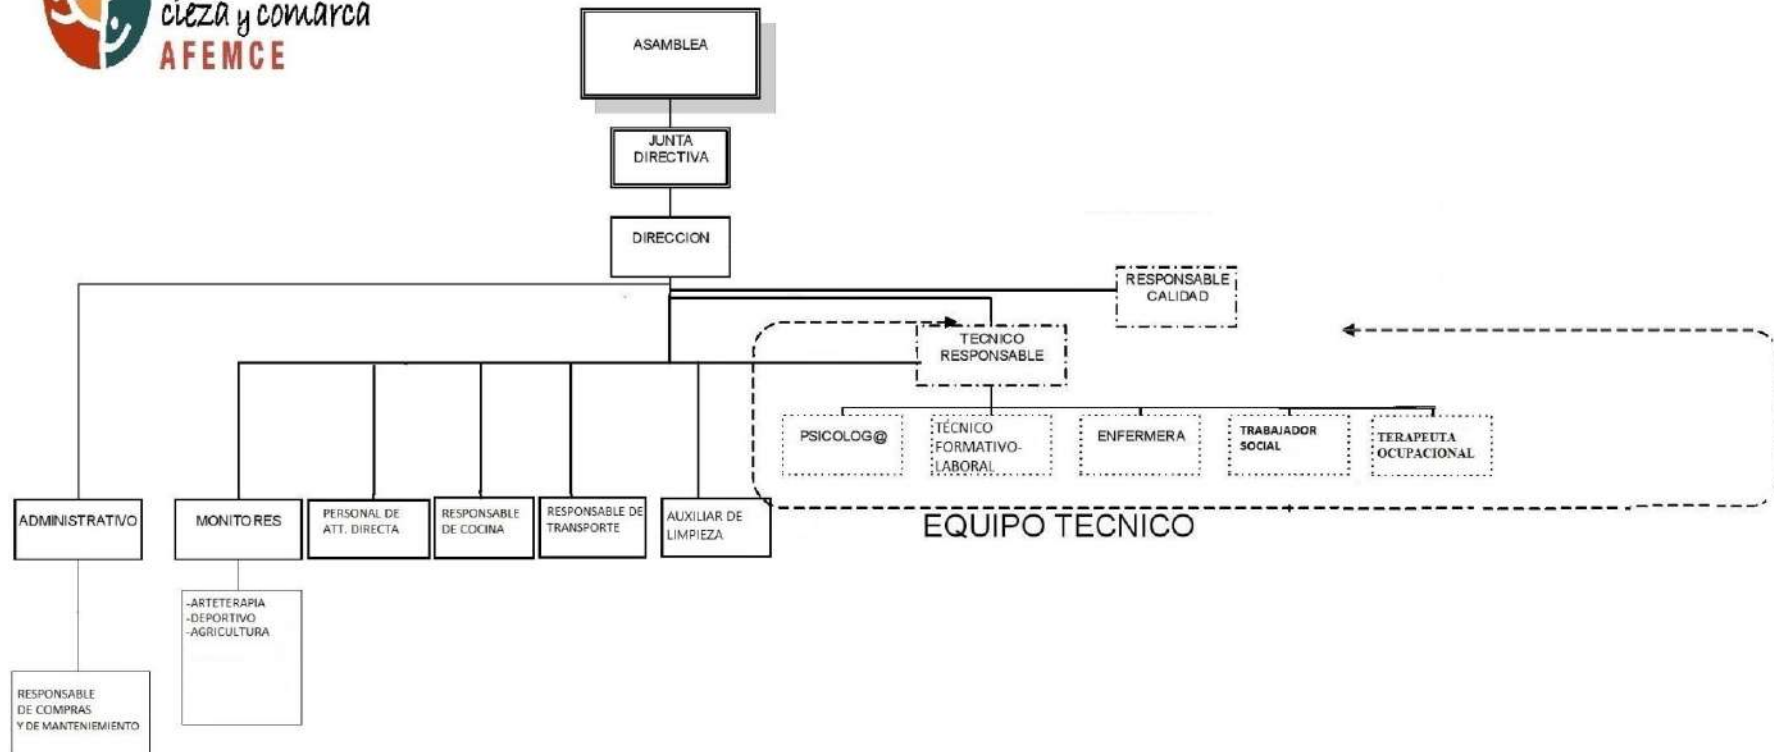 cieza y comarca
AFEMCE
ASAMBLEA
JUNTA
DIRECTIVA
DIRECCION
RESPONSABLE
CALIDAD
TECNICO
RESPONSABLE
PSICOLOG@
TÉCNICO
FORMATIVO-
LABORAL
ENFERMERA
TRABAJADOR
SOCIAL
TERAPEUTA
OCUPACIONAL
EQUIPO TECNICO
ADMINISTRATIVO
MONITORES
PERSONAL DE
ATT. DIRECTA
RESPONSABLE
DE COCINA
RESPONSABLE DE
TRANSPORTE
AUXILIAR DE
LIMPIEZA
-ARTETERAPIA
-DEPORTIVO
-AGRICULTURA
RESPONSABLE
DE COMPRAS
Y DE MANTENIEMIENTO